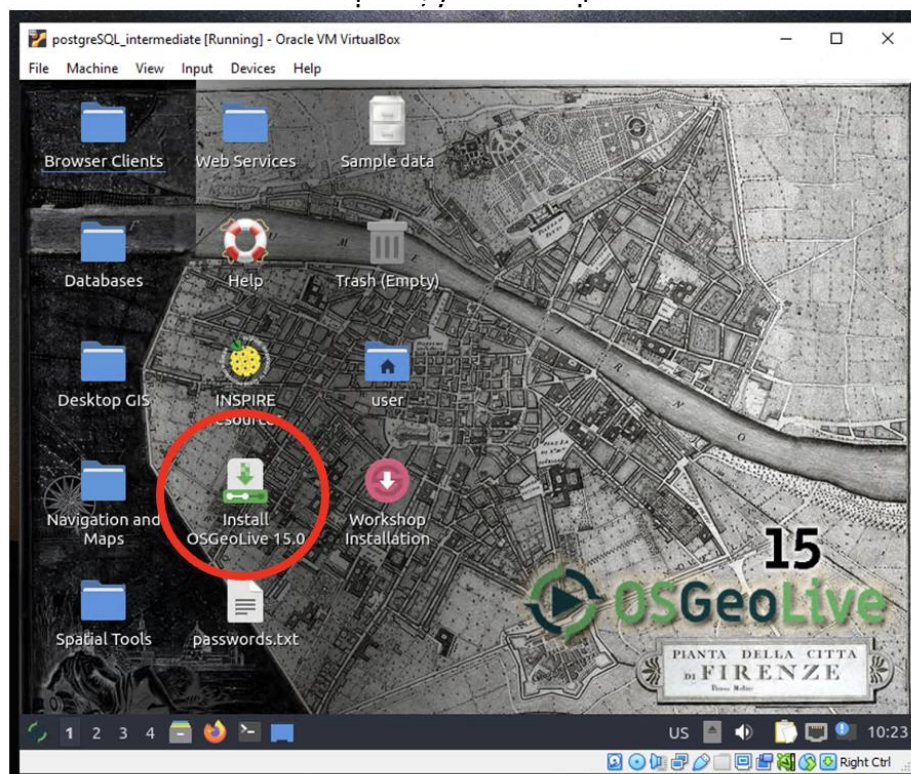 postgreSQL_intermediate [Running] - Oracle VM VirtualBox
File Machine View Input Devices Help
Browser Clients
Web Services
Sample data
Databases
Help
Trash (Empty)
Desktop GIS
INSPIRE
user
Navigation and
Maps
Install
OSGeoLive 15.0
Workshop
Installation
Spatial Tools
passwords.txt
15
OSGeoLive
PIANTA DELLA CITTA
DI FIRENZE
1 2 3 4
US
10:23
Right Ctrl